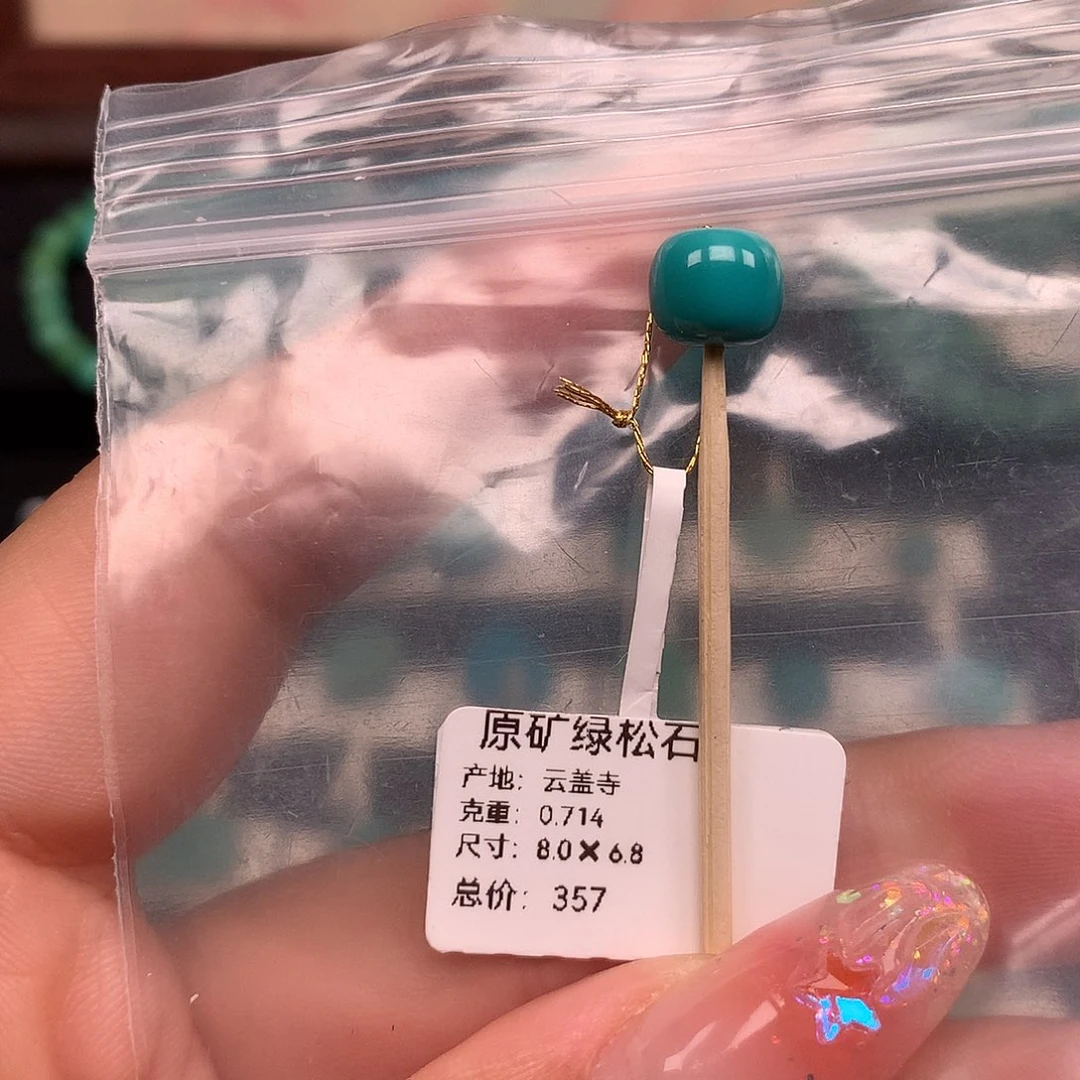 原矿绿松石
产地：云盖寺
克重：0.714
尺寸：8.0×6.8
总价：357